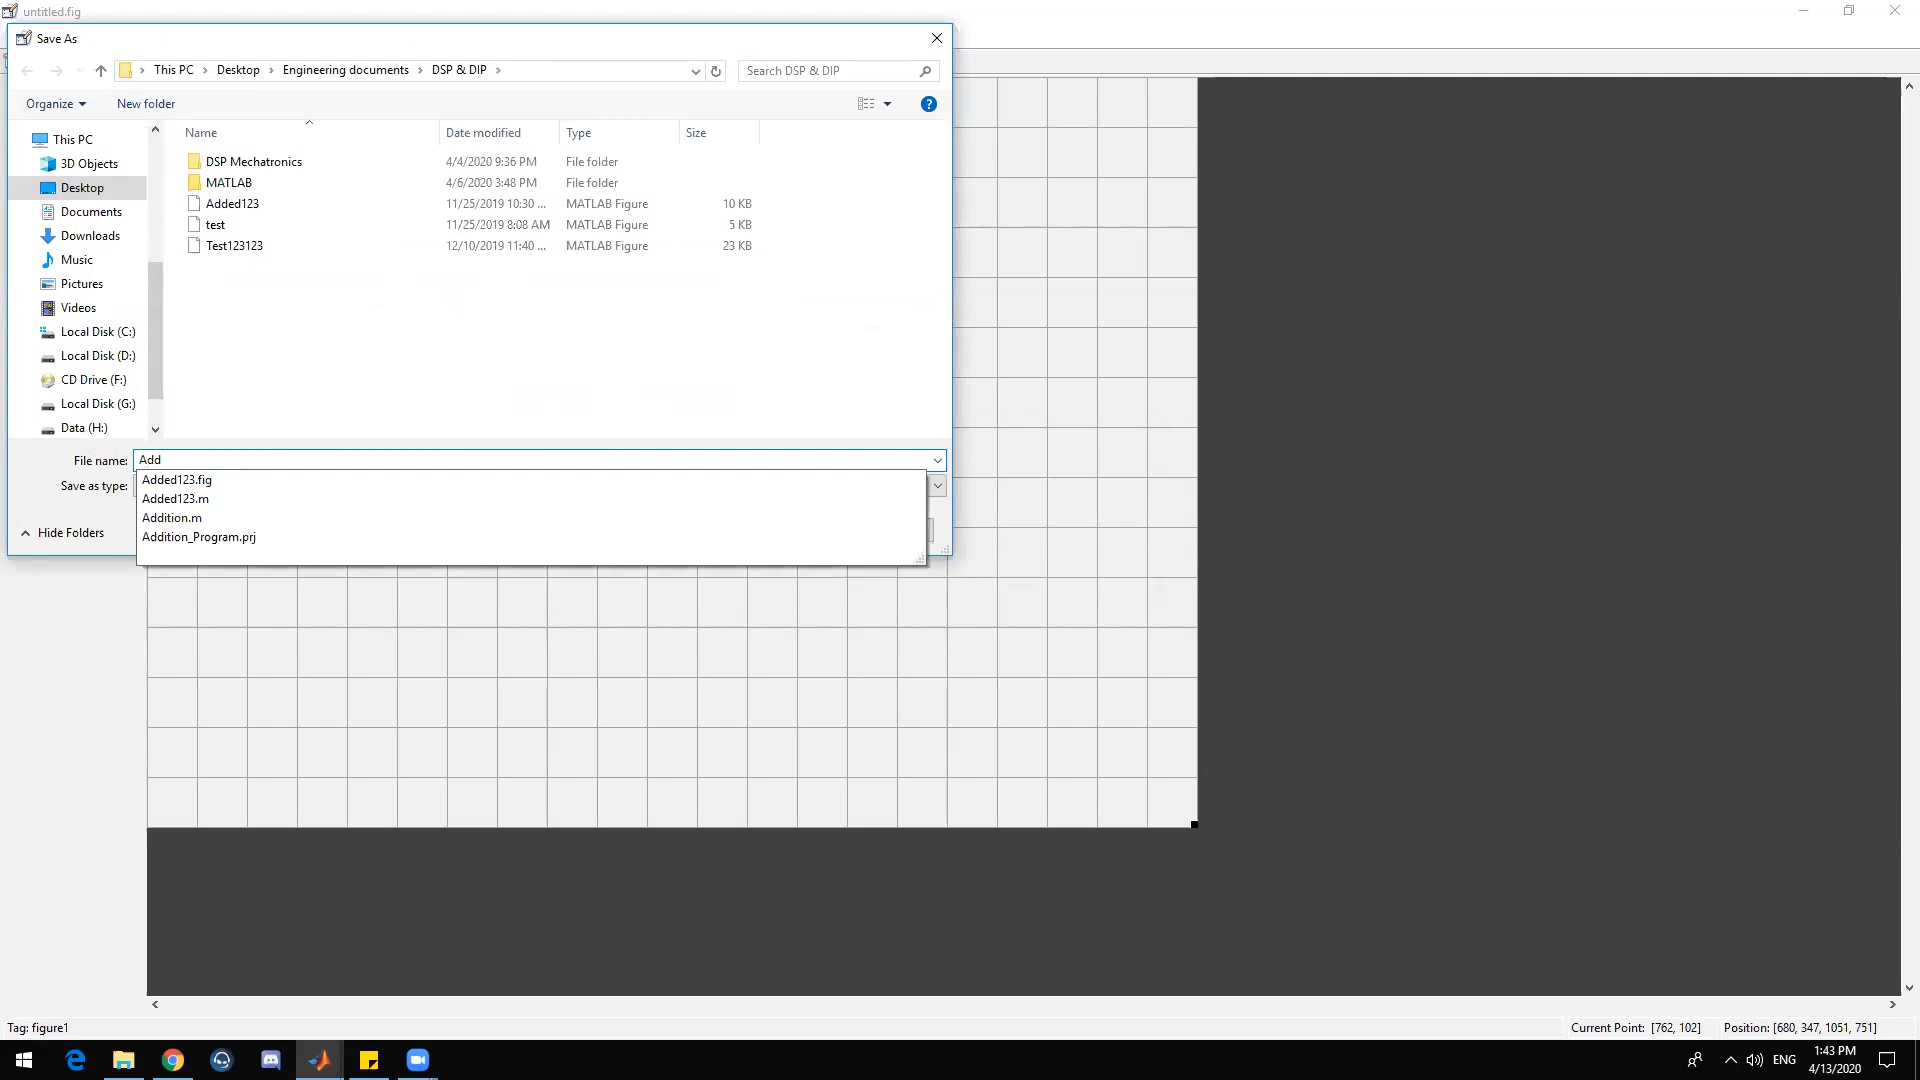 untitled.fig
Save As
This PC > Desktop > Engineering documents > DSP & DIP >
Search DSP & DIP
Organize
New folder
Name Date modified Type Size
This PC
3D Objects
Desktop
Documents
Downloads
Music
Pictures
Videos
Local Disk (C:)
Local Disk (D:)
CD Drive (F:)
Local Disk (G:)
Data (H:)
DSP Mechatronics 4/4/2020 9:36 PM File folder
MATLAB 4/6/2020 3:48 PM File folder
Added123 11/25/2019 10:30 ... MATLAB Figure 10 KB
test 11/25/2019 8:08 AM MATLAB Figure 5 KB
Test123123 12/10/2019 11:40 ... MATLAB Figure 23 KB
File name: Add
Save as type:
Added123.fig
Added123.m
Addition.m
Addition_Program.prj
Hide Folders
Tag: figure1
Current Point: [762, 102] Position: [680, 347, 1051, 751]
ENG
1:43 PM
4/13/2020